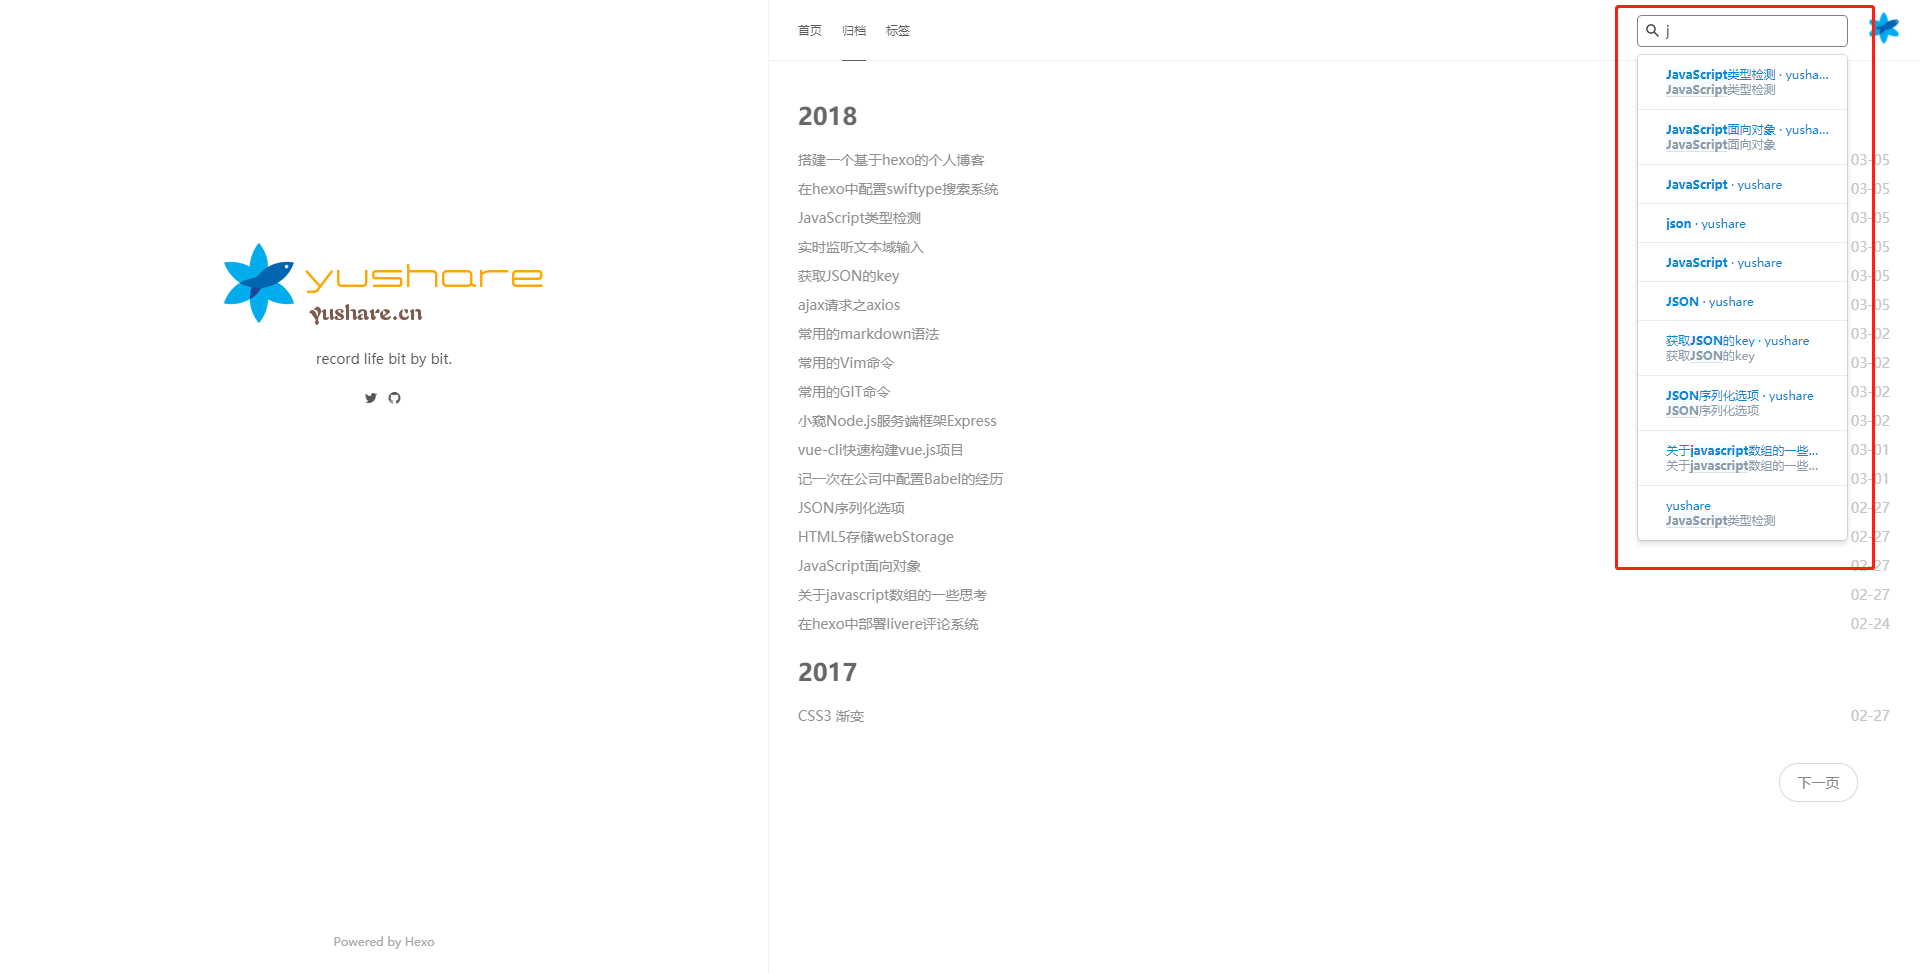 yushare
yushare.cn
record life bit by bit.
Powered by Hexo
首页 归档 标签
j
JavaScript类型检测 · yusha...
JavaScript类型检测
JavaScript面向对象 · yusha...
JavaScript面向对象
JavaScript · yushare
json · yushare
JavaScript · yushare
JSON · yushare
获取JSON的key · yushare
获取JSON的key
JSON序列化选项 · yushare
JSON序列化选项
关于javascript数组的一些...
关于javascript数组的一些...
yushare
JavaScript类型检测
2018
搭建一个基于hexo的个人博客 03-05
在hexo中配置swiftype搜索系统 03-05
JavaScript类型检测 03-05
实时监听文本域输入 03-05
获取JSON的key 03-05
ajax请求之axios 03-05
常用的markdown语法 03-02
常用的Vim命令 03-02
常用的GIT命令 03-02
小窥Node.js服务端框架Express 03-02
vue-cli快速构建vue.js项目 03-01
记一次在公司中配置Babel的经历 03-01
JSON序列化选项 02-27
HTML5存储webStorage 02-27
JavaScript面向对象 02-27
关于javascript数组的一些思考 02-27
在hexo中部署livere评论系统 02-24
2017
CSS3 渐变 02-27
下一页